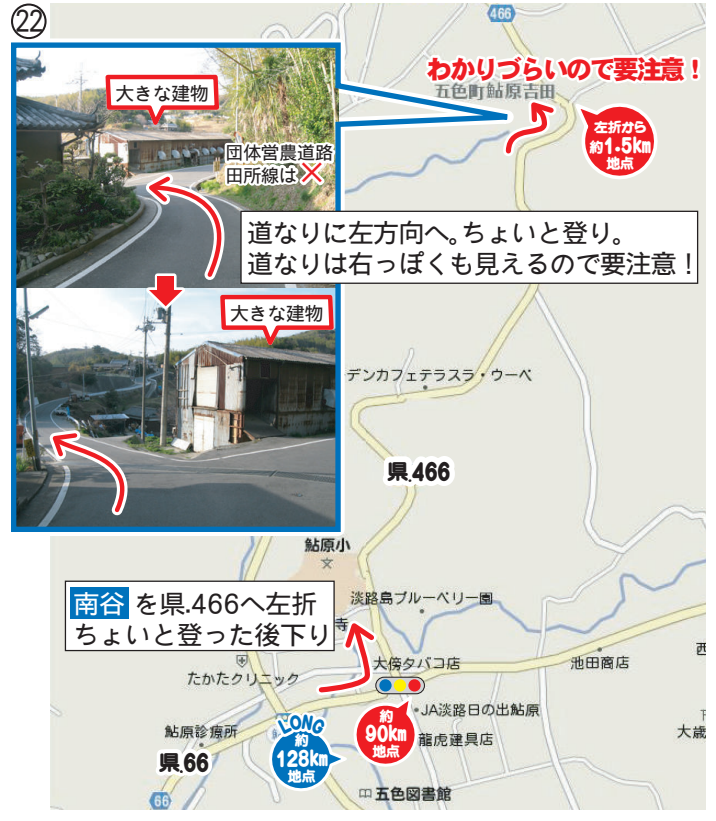 ㉒
466
わかりづらいので要注意！
五色町鮎原吉田
左折から
約1.5km
地点
大きな建物
団体営農道路
田所線は×
道なりに左方向へ。ちょいと登り。
道なりは右っぽくも見えるので要注意！
大きな建物
デンカフェテラスラ・ウーペ
県.466
鮎原小
文
淡路島ブルーベリー園
南谷 を県.466へ左折
ちょいと登った後下り
寺
大傍タバコ店
池田商店
西
たかたクリニック
JA淡路日の出鮎原
龍虎建具店
大歳
鮎原診療所
LONG
約
128km
地点
約
90km
地点
県.66
66
五色図書館